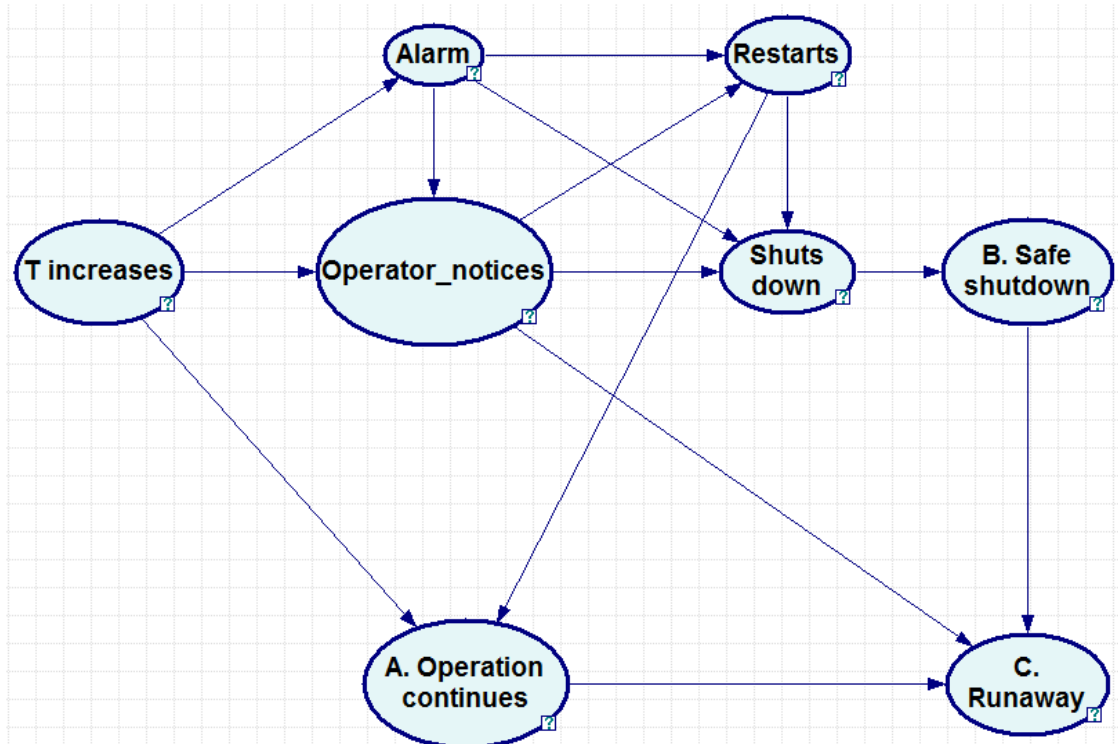 Alarm
?
Restarts
?
T increases
?
Operator_notices
?
Shuts
down
?
B. Safe
shutdown
?
A. Operation
continues
?
C.
Runaway
?